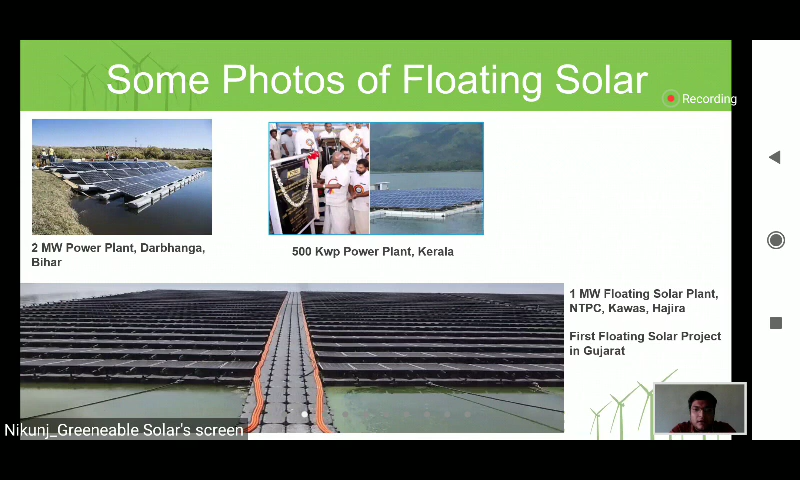 Some Photos of Floating Solar
Recording
2 MW Power Plant, Darbhanga,
Bihar
500 Kwp Power Plant, Kerala
1 MW Floating Solar Plant,
NTPC, Kawas, Hajira
First Floating Solar Project
in Gujarat
Nikunj_Greeneable Solar's screen